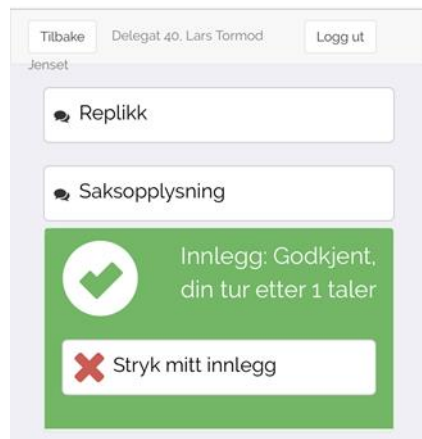 Tilbake Delegat 40, Lars Tormod Logg ut
Jenset
Replikk
Saksopplysning
Innlegg: Godkjent,
din tur etter 1 taler
Stryk mitt innlegg